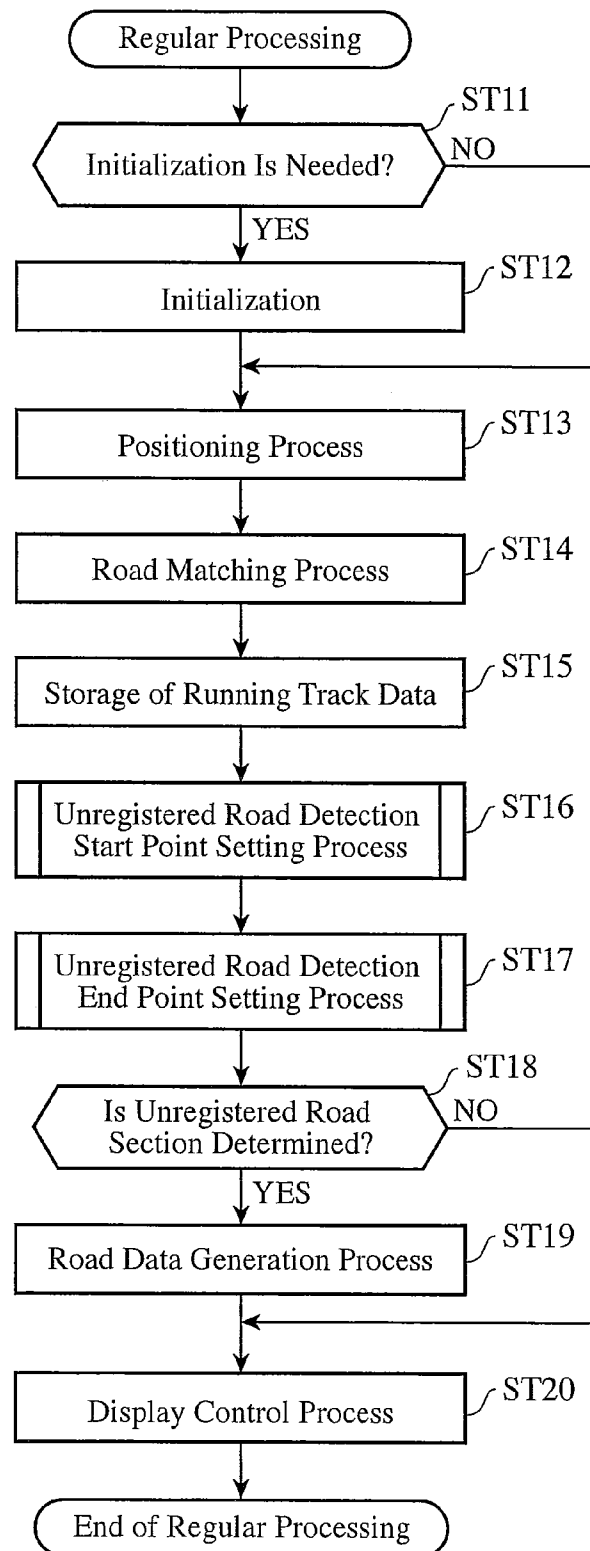 Regular Processing
ST11
Initialization Is Needed?
NO
YES
ST12
Initialization
ST13
Positioning Process
ST14
Road Matching Process
ST15
Storage of Running Track Data
ST16
Unregistered Road Detection
Start Point Setting Process
ST17
Unregistered Road Detection
End Point Setting Process
ST18
Is Unregistered Road
Section Determined?
NO
YES
ST19
Road Data Generation Process
ST20
Display Control Process
End of Regular Processing